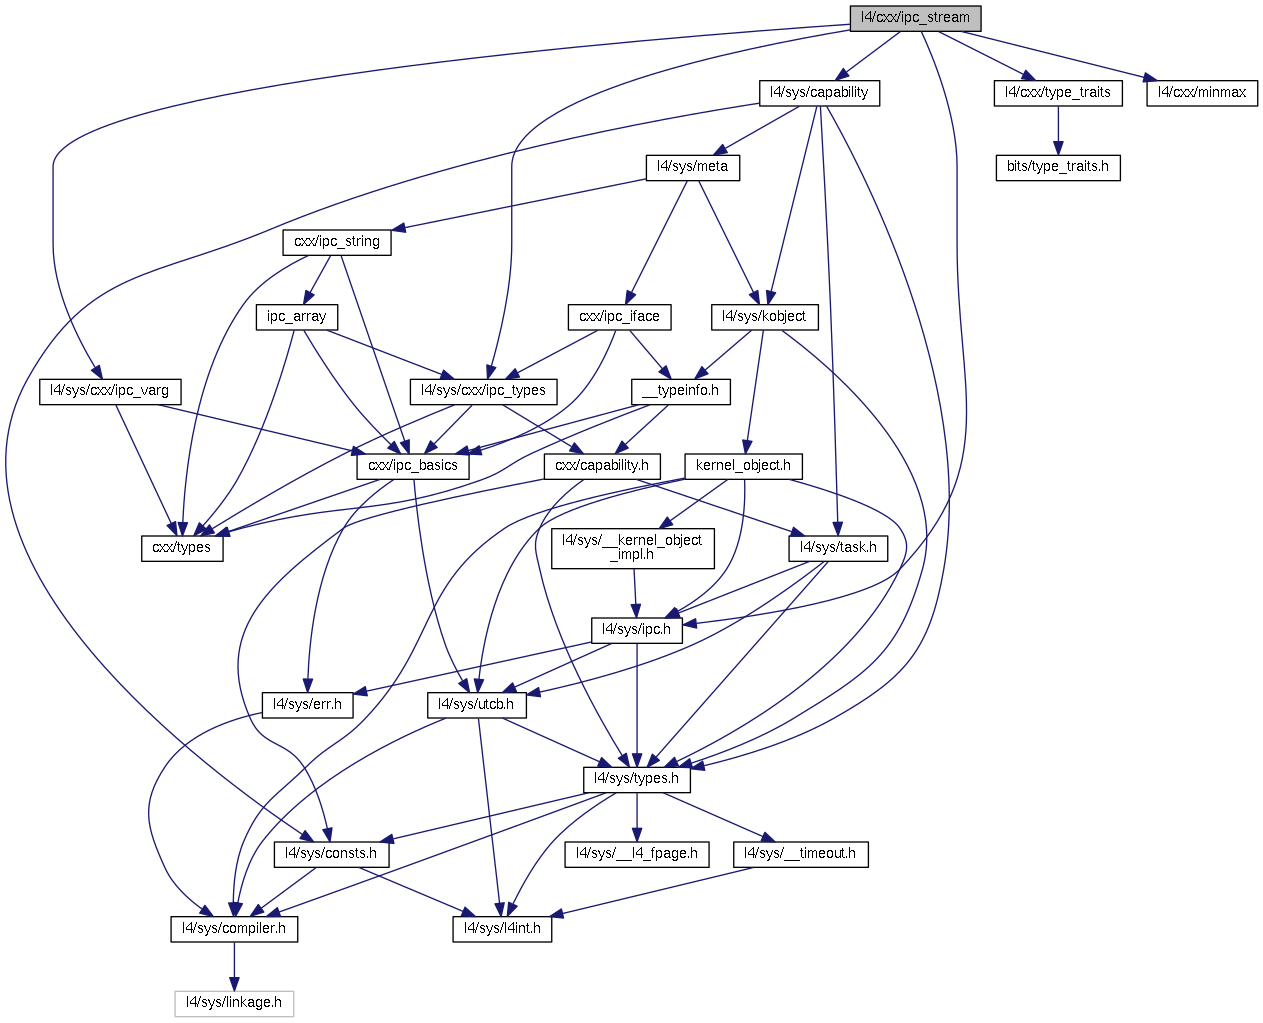 l4/cxx/ipc_stream
l4/sys/capability
l4/cxx/type_traits
l4/cxx/minmax
l4/sys/meta
bits/type_traits.h
cxx/ipc_string
ipc_array
cxx/ipc_iface
l4/sys/kobject
l4/sys/cxx/ipc_varg
l4/sys/cxx/ipc_types
__typeinfo.h
cxx/ipc_basics
cxx/capability.h
kernel_object.h
cxx/types
l4/sys/__kernel_object
_impl.h
l4/sys/task.h
l4/sys/ipc.h
l4/sys/err.h
l4/sys/utcb.h
l4/sys/types.h
l4/sys/consts.h
l4/sys/__l4_fpage.h
l4/sys/__timeout.h
l4/sys/compiler.h
l4/sys/l4int.h
l4/sys/linkage.h